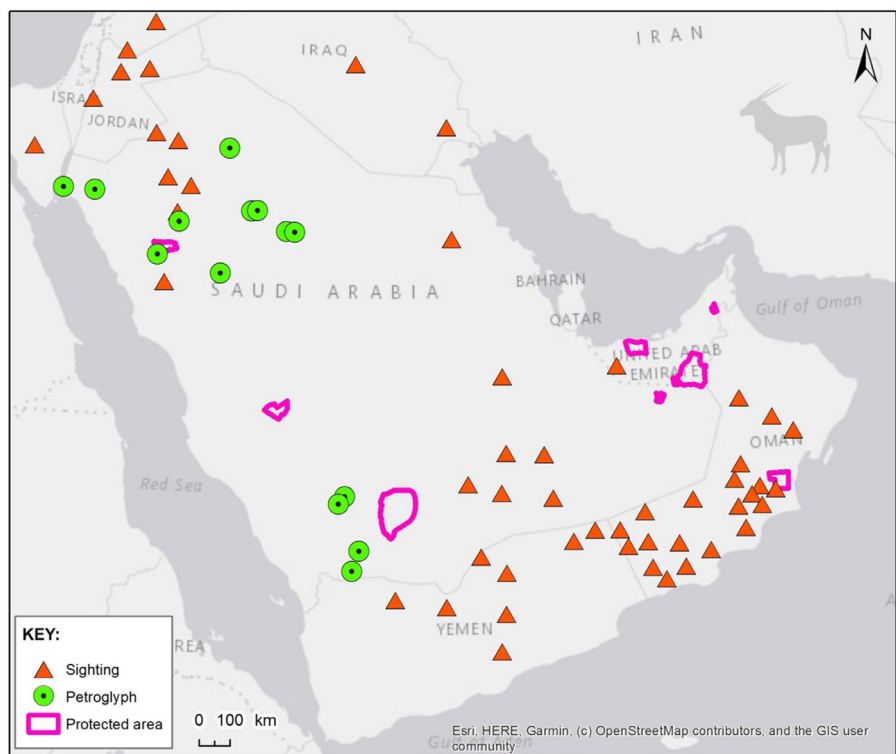 IRAN
N
IRAQ
ISRA
JORDAN
SAUDI ARABIA
BAHRAIN
QATAR
Gulf of Oman
UNITED ARAB
EMIRATE
OMAN
Red Sea
YEMEN
REA
KEY:
Sighting
Petroglyph
Protected area
0 100 km
Gulf of Aden
A
Esri, HERE, Garmin, (c) OpenStreetMap contributors, and the GIS user
community